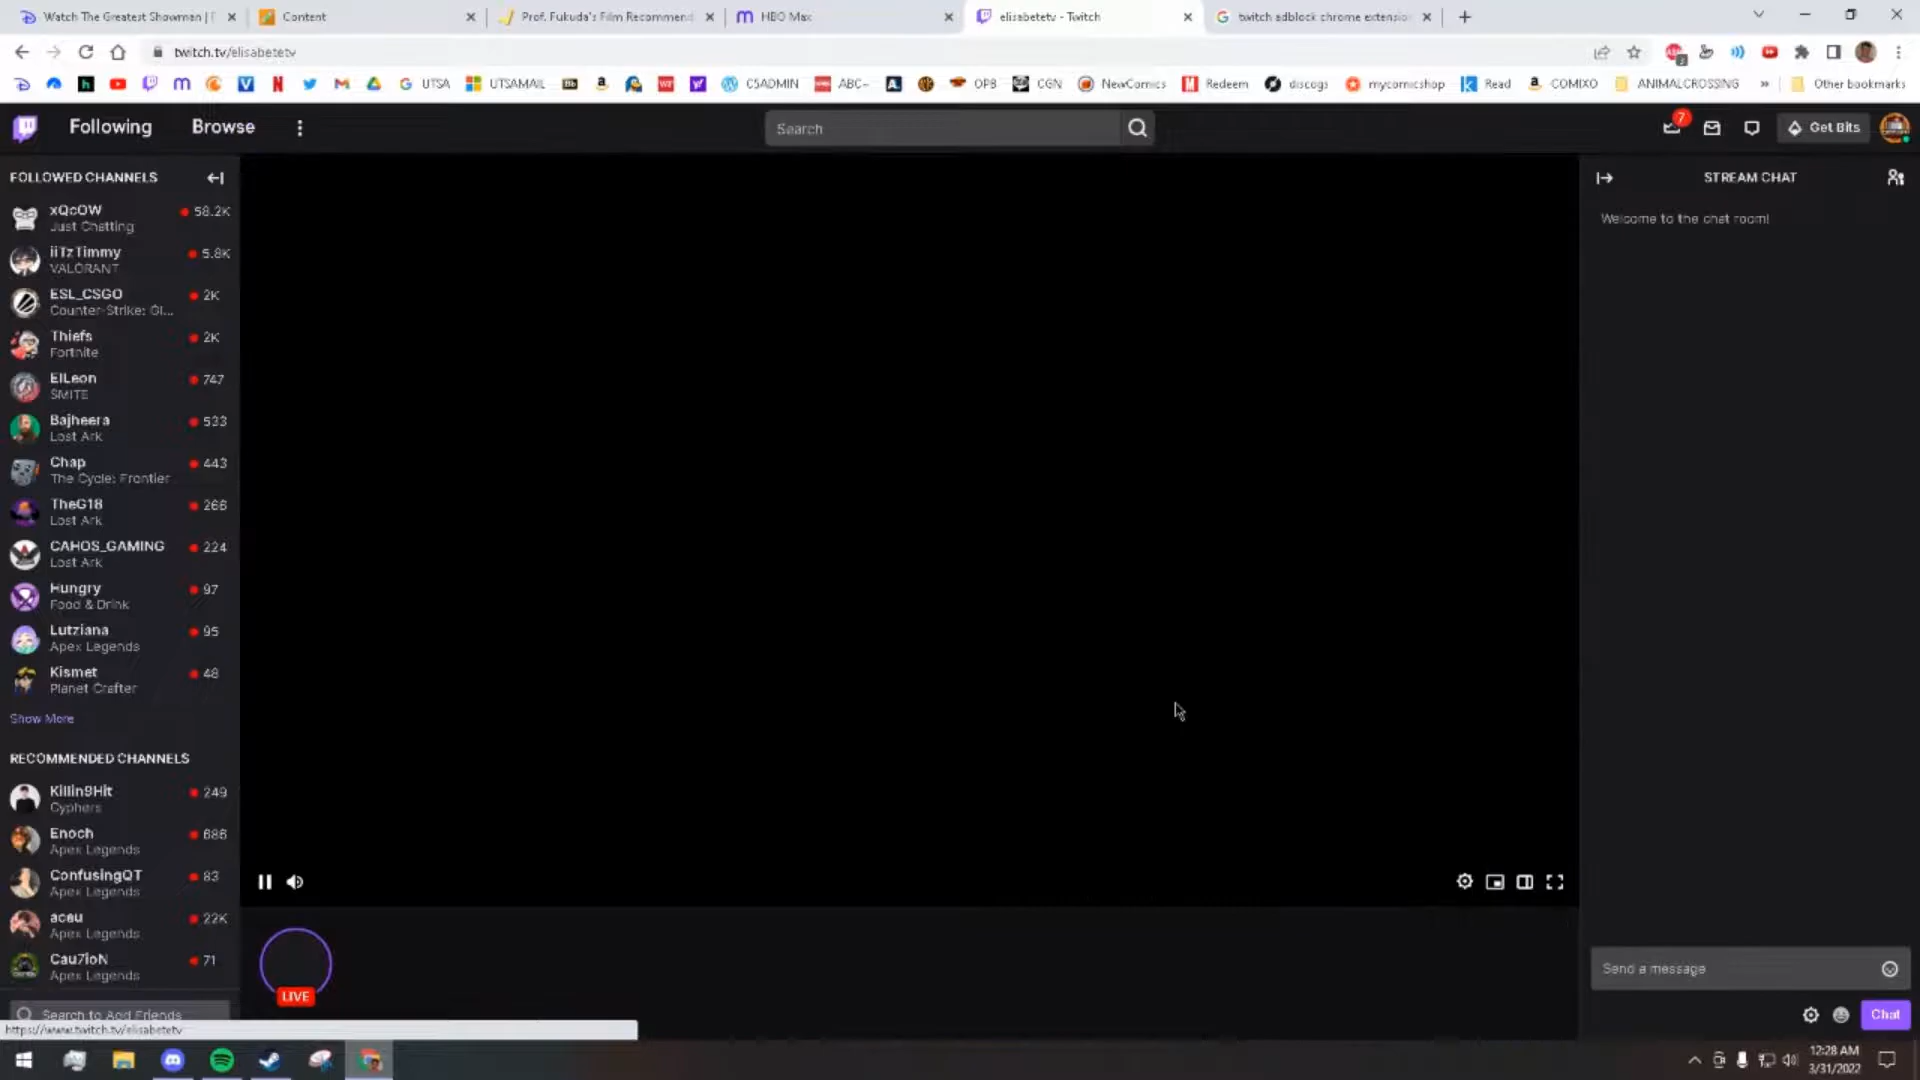 Watch The Greatest Showman | F
Content
Prof. Fukuda's Film Recommend
HBO Max
elisabetetv - Twitch
twitch adblock chrome extensio
twitch.tv/elisabetetv
UTSA
UTSAMAIL
CSADMIN
ABC-
OPB
CGN
NewComics
Redeem
discogs
mycomicshop
Read
COMIXO
ANIMALCROSSING
»
Other bookmarks
Following
Browse
Search
7
Get Bits
FOLLOWED CHANNELS
xQcOW
58.2K
Just Chatting
iiTzTimmy
5.8K
VALORANT
ESL_CSGO
2K
Counter-Strike: Gl...
Thiefs
2K
Fortnite
ElLeon
747
SMITE
Bajheera
533
Lost Ark
Chap
443
The Cycle: Frontier
TheG18
266
Lost Ark
CAHOS_GAMING
224
Lost Ark
Hungry
97
Food & Drink
Lutziana
95
Apex Legends
Kismet
48
Planet Crafter
Show More
RECOMMENDED CHANNELS
Killin9Hit
249
Cyphers
Enoch
686
Apex Legends
ConfusingQT
83
Apex Legends
aceu
22K
Apex Legends
Cau7ioN
71
Apex Legends
Search to Add Friends
https://www.twitch.tv/elisabetetv
LIVE
STREAM CHAT
Welcome to the chat room!
Send a message
Chat
12:28 AM
3/31/2022